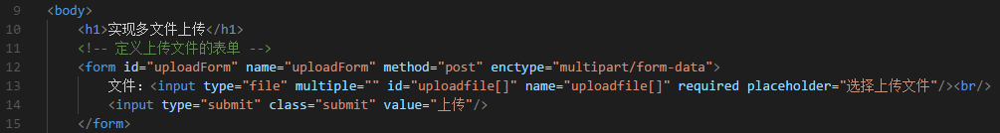 9 <body>
10 <h1>实现多文件上传</h1>
11 <!-- 定义上传文件的表单 -->
12 <form id="uploadForm" name="uploadForm" method="post" enctype="multipart/form-data">
13 文件：<input type="file" multiple="" id="uploadfile[]" name="uploadfile[]" required placeholder="选择上传文件"/><br/>
14 <input type="submit" class="submit" value="上传"/>
15 </form>